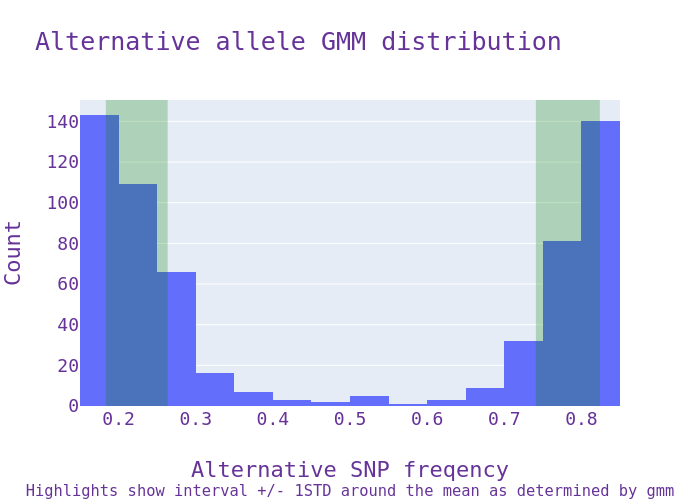 Alternative allele GMM distribution
140
120
100
80
60
40
20
0
Count
0.2 0.3 0.4 0.5 0.6 0.7 0.8
Alternative SNP freqency
Highlights show interval +/- 1STD around the mean as determined by gmm